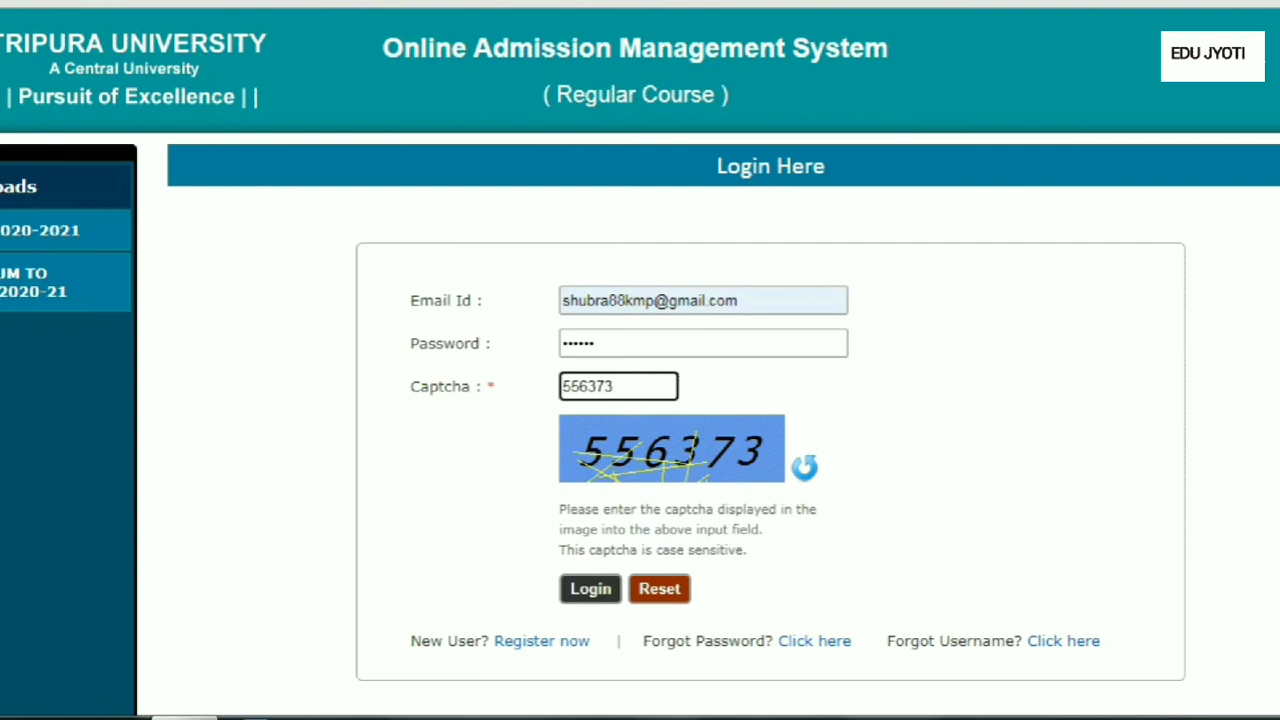 TRIPURA UNIVERSITY
A Central University
| Pursuit of Excellence | |
Online Admission Management System
( Regular Course )
EDU JYOTI
2020-2021
TO
2020-21
Login Here
Email Id :
shubra88kmp@gmail.com
Password :
••••••
Captcha : *
556373
556373
Please enter the captcha displayed in the
image into the above input field.
This captcha is case sensitive.
Login Reset
New User? Register now | Forgot Password? Click here Forgot Username? Click here